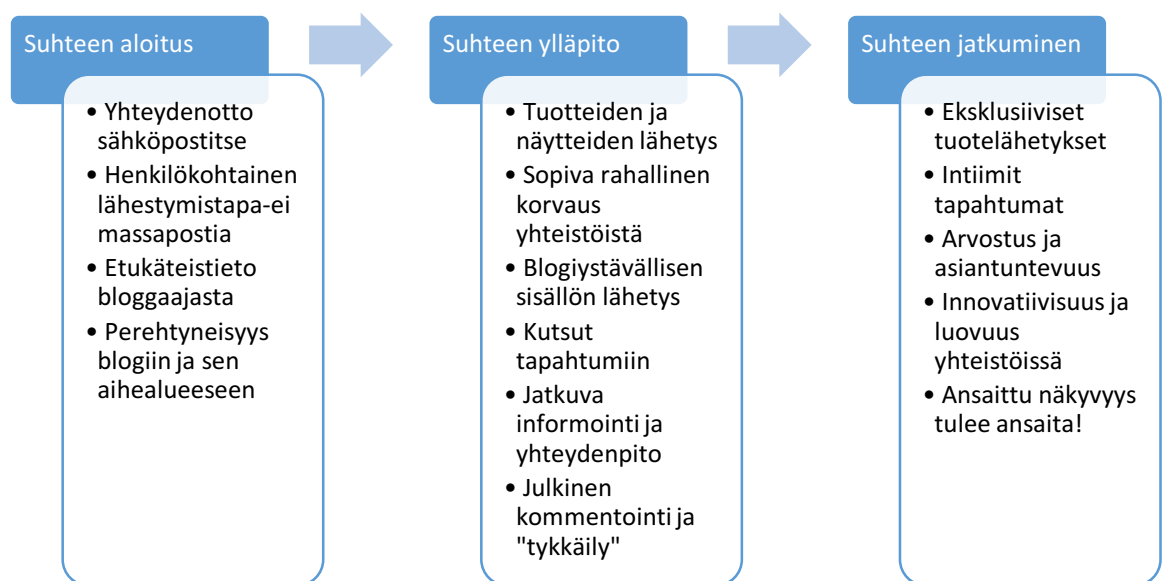 Suhteen aloitus
• Yhteydenotto
sähköpostitse
• Henkilökohtainen
lähestymistapa-ei
massapostia
• Etukäteistieto
bloggaajasta
• Perehtyneisyys
blogiin ja sen
aihealueeseen
Suhteen ylläpito
• Tuotteiden ja
näytteiden lähetys
• Sopiva rahallinen
korvaus
yhteistöistä
• Blogiystävällisen
sisällön lähetys
• Kutsut
tapahtumiin
• Jatkuva
informointi ja
yhteydenpito
• Julkinen
kommentointi ja
"tykkäily"
Suhteen jatkuminen
• Eksklusiiviset
tuotelähetykset
• Intiimit
tapahtumat
• Arvostus ja
asiantuntevuus
• Innovatiivisuus ja
luovuus
yhteistöissä
• Ansaittu näkyvyys
tulee ansaita!